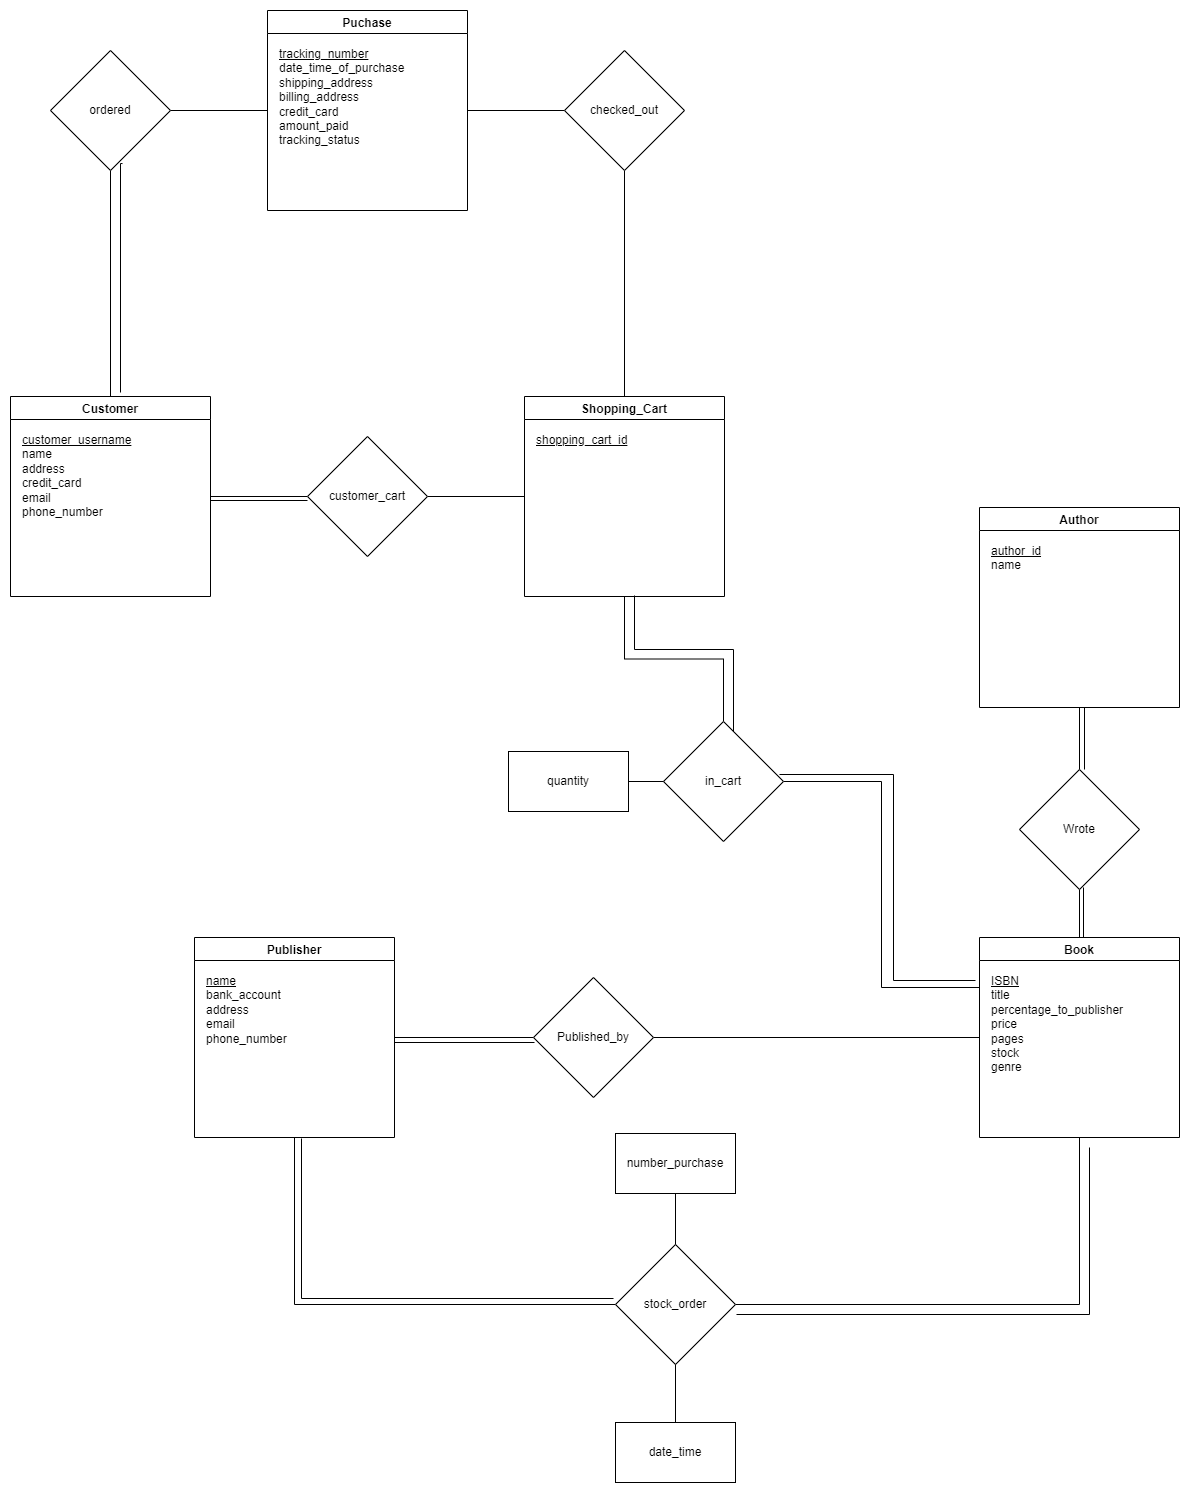 Puchase
tracking_number
date_time_of_purchase
shipping_address
billing_address
credit_card
amount_paid
tracking_status
ordered
checked_out
Customer
customer_username
name
address
credit_card
email
phone_number
customer_cart
Shopping_Cart
shopping_cart_id
Author
author_id
name
quantity
in_cart
Wrote
Publisher
name
bank_account
address
email
phone_number
Published_by
Book
ISBN
title
percentage_to_publisher
price
pages
stock
genre
number_purchase
stock_order
date_time